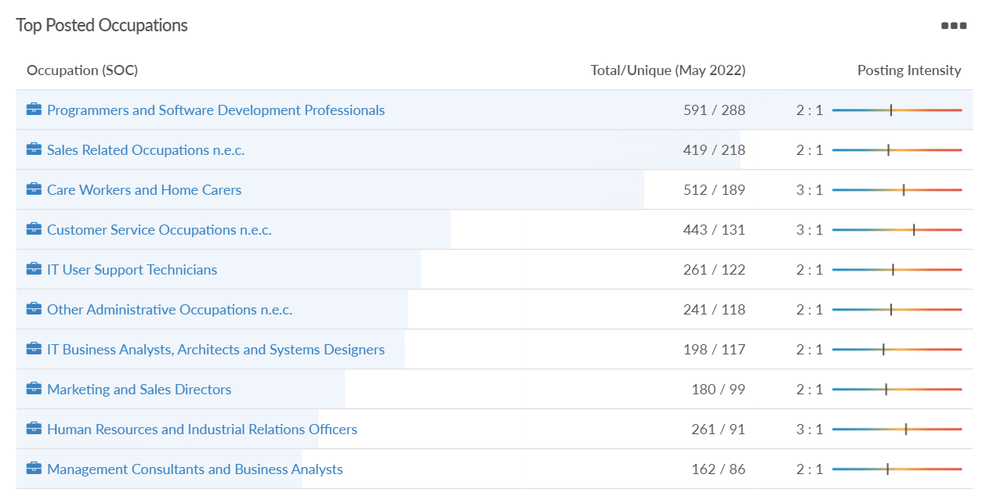 Top Posted Occupations
Occupation (SOC) Total/Unique (May 2022) Posting Intensity
Programmers and Software Development Professionals 591 / 288 2 : 1
Sales Related Occupations n.e.c. 419 / 218 2 : 1
Care Workers and Home Carers 512 / 189 3 : 1
Customer Service Occupations n.e.c. 443 / 131 3 : 1
IT User Support Technicians 261 / 122 2 : 1
Other Administrative Occupations n.e.c. 241 / 118 2 : 1
IT Business Analysts, Architects and Systems Designers 198 / 117 2 : 1
Marketing and Sales Directors 180 / 99 2 : 1
Human Resources and Industrial Relations Officers 261 / 91 3 : 1
Management Consultants and Business Analysts 162 / 86 2 : 1